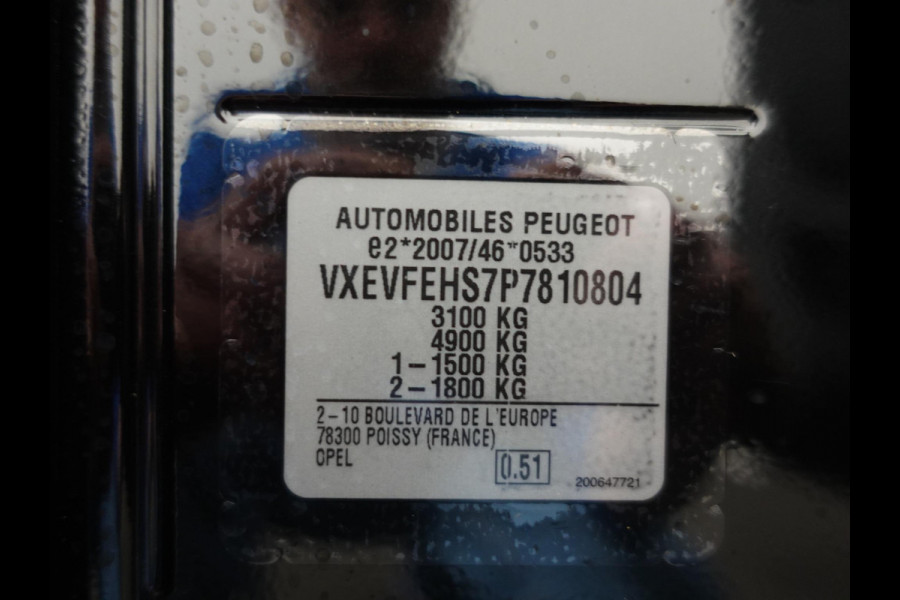 AUTOMOBILES PEUGEOT
e2*2007/46*0533
VXEVFEHS7P7810804
3100 KG
4900 KG
1-1500 KG
2-1800 KG
2-10 BOULEVARD DE L'EUROPE
78300 POISSY (FRANCE)
OPEL
0.51
200647721